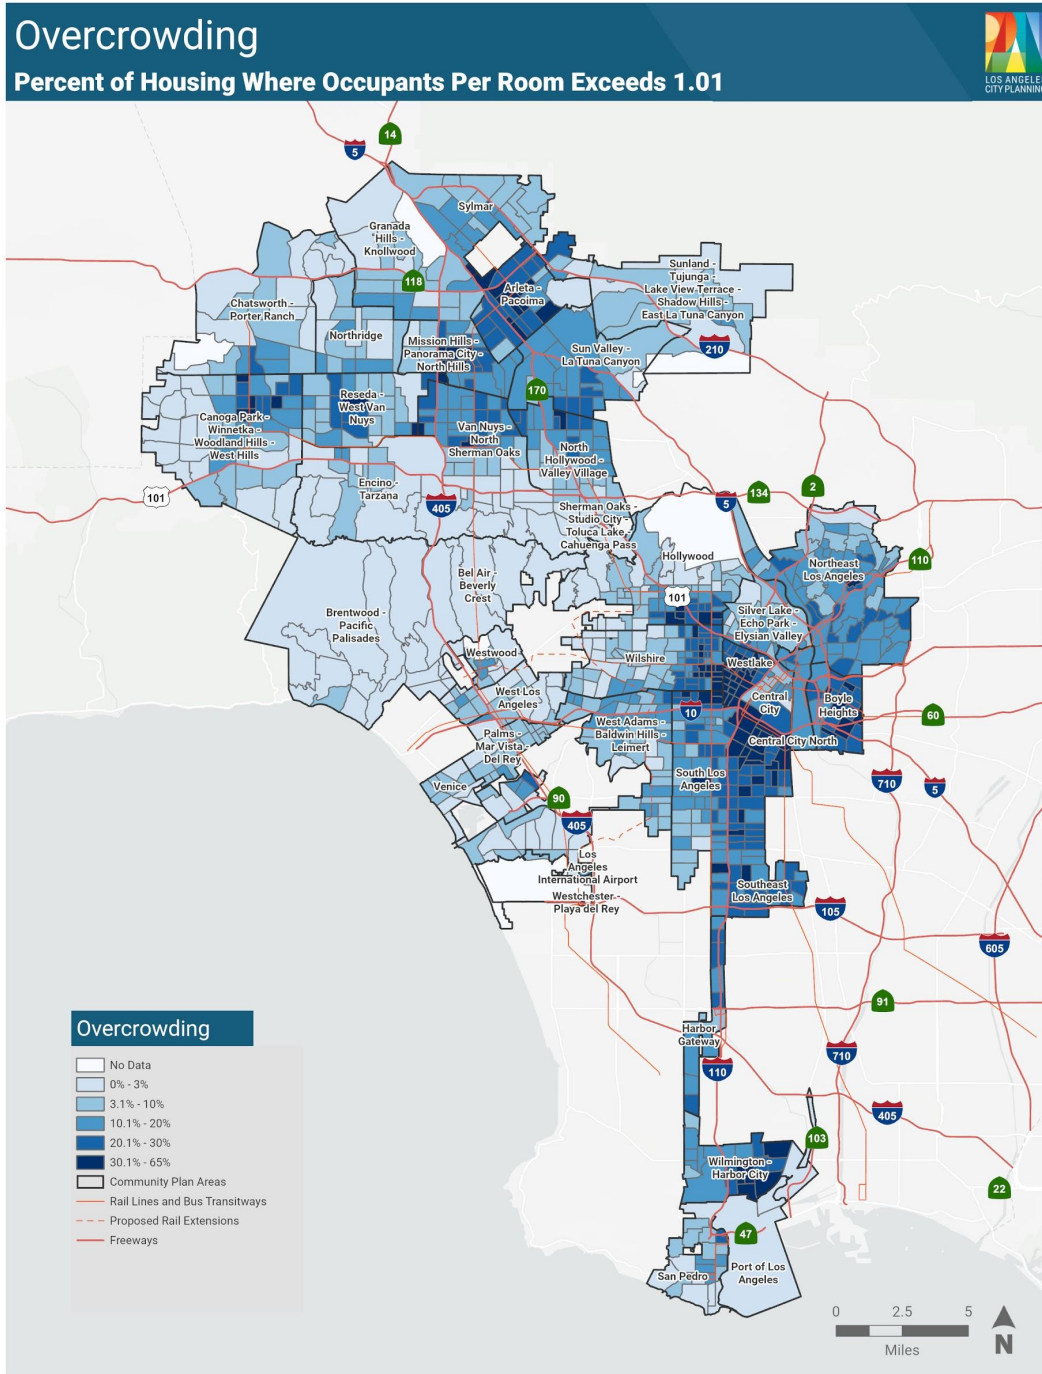 Overcrowding
Percent of Housing Where Occupants Per Room Exceeds 1.01
LOS ANGELES
CITY PLANNING
14
5
Sylmar
Granada
Hills -
Knollwood
118
Arleta -
Pacoima
Sunland -
Tujunga -
Lake View Terrace -
Shadow Hills -
East La Tuna Canyon
Chatsworth -
Porter Ranch
Northridge
Mission Hills -
Panorama City -
North Hills
Sun Valley -
La Tuna Canyon
210
170
Reseda -
West Van
Nuys
Canoga Park -
Winnetka -
Woodland Hills -
West Hills
Van Nuys -
North
Sherman Oaks
North
Hollywood -
Valley Village
101
Encino -
Tarzana
405
5
134
2
Sherman Oaks -
Studio City -
Toluca Lake -
Cahuenga Pass
Hollywood
110
Northeast
Los Angeles
Bel Air -
Beverly
Crest
101
Brentwood -
Pacific
Palisades
Silver Lake -
Echo Park -
Elysian Valley
Westwood
Wilshire
Westlake
West Los
Angeles
Central
City
Boyle
Heights
10
60
West Adams -
Baldwin Hills -
Leimert
Palms -
Mar Vista -
Del Rey
Central City North
South Los
Angeles
Venice
710
5
90
405
Los
Angeles
International Airport
Westchester -
Playa del Rey
Southeast
Los Angeles
105
605
91
Harbor
Gateway
710
110
405
103
Wilmington -
Harbor City
22
47
San Pedro
Port of Los
Angeles
Overcrowding
No Data
0% - 3%
3.1% - 10%
10.1% - 20%
20.1% - 30%
30.1% - 65%
Community Plan Areas
Rail Lines and Bus Transitways
Proposed Rail Extensions
Freeways
0 2.5 5
Miles
N